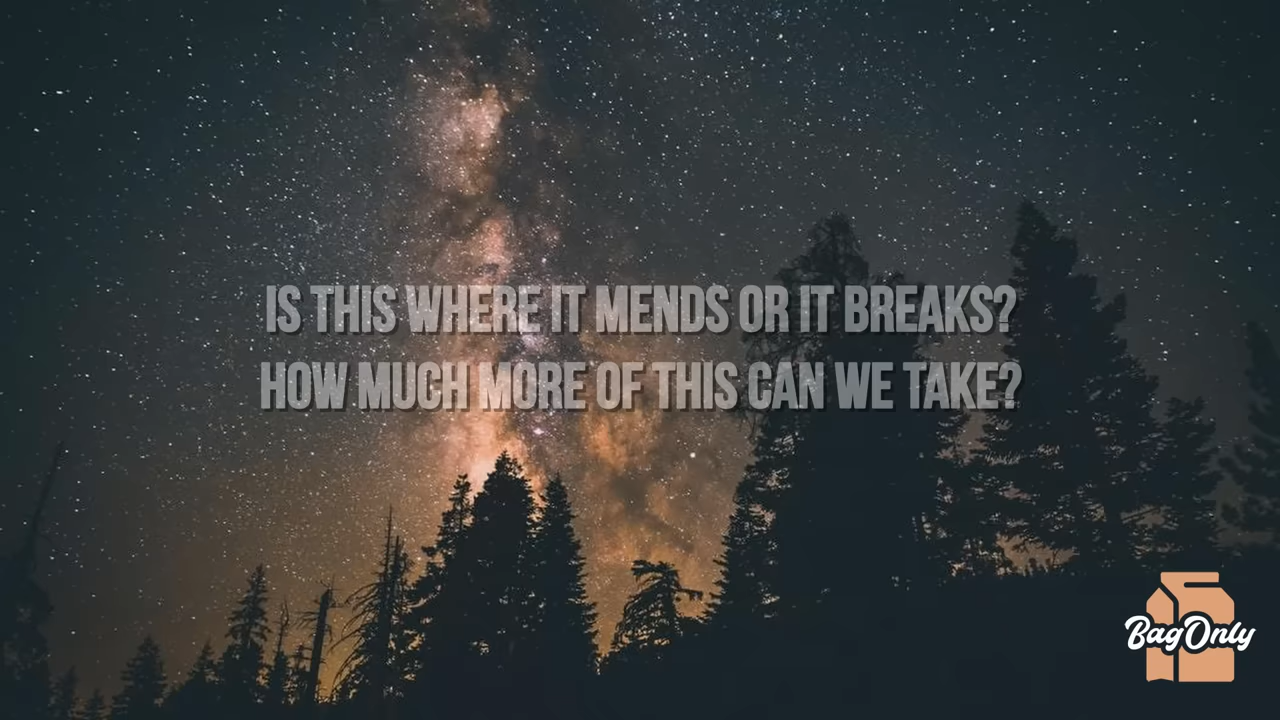 IS THIS WHERE IT MENDS OR IT BREAKS?
HOW MUCH MORE OF THIS CAN WE TAKE?
BagOnly